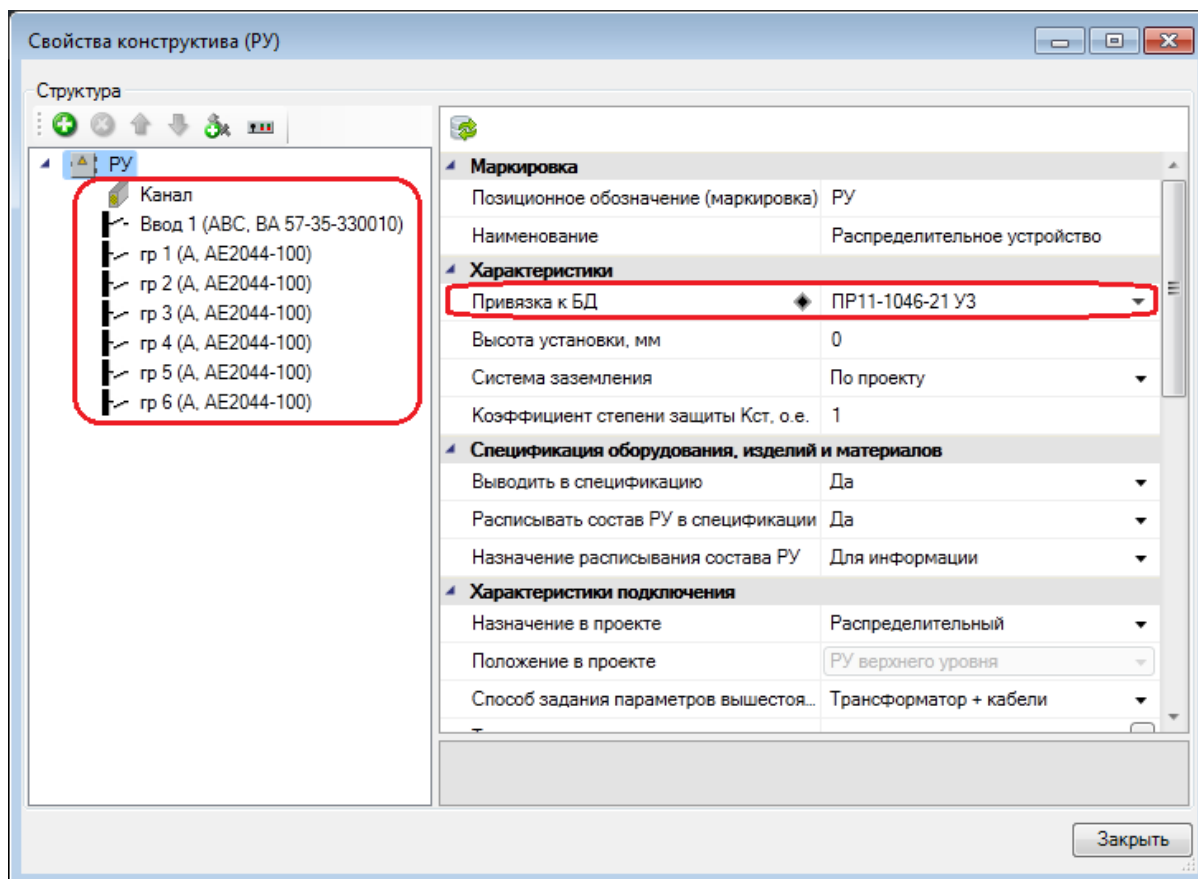 Свойства конструктива (РУ)
Структура
РУ
Канал
Ввод 1 (ABC, ВА 57-35-330010)
гр 1 (А, АЕ2044-100)
гр 2 (А, АЕ2044-100)
гр 3 (А, АЕ2044-100)
гр 4 (А, АЕ2044-100)
гр 5 (А, АЕ2044-100)
гр 6 (А, АЕ2044-100)
Маркировка
Позиционное обозначение (маркировка) РУ
Наименование Распределительное устройство
Характеристики
Привязка к БД ПР11-1046-21 У3
Высота установки, мм 0
Система заземления По проекту
Коэффициент степени защиты Кст, о.е. 1
Спецификация оборудования, изделий и материалов
Выводить в спецификацию Да
Расписывать состав РУ в спецификации Да
Назначение расписывания состава РУ Для информации
Характеристики подключения
Назначение в проекте Распределительный
Положение в проекте РУ верхнего уровня
Способ задания параметров вышестоя... Трансформатор + кабели
Закрыть